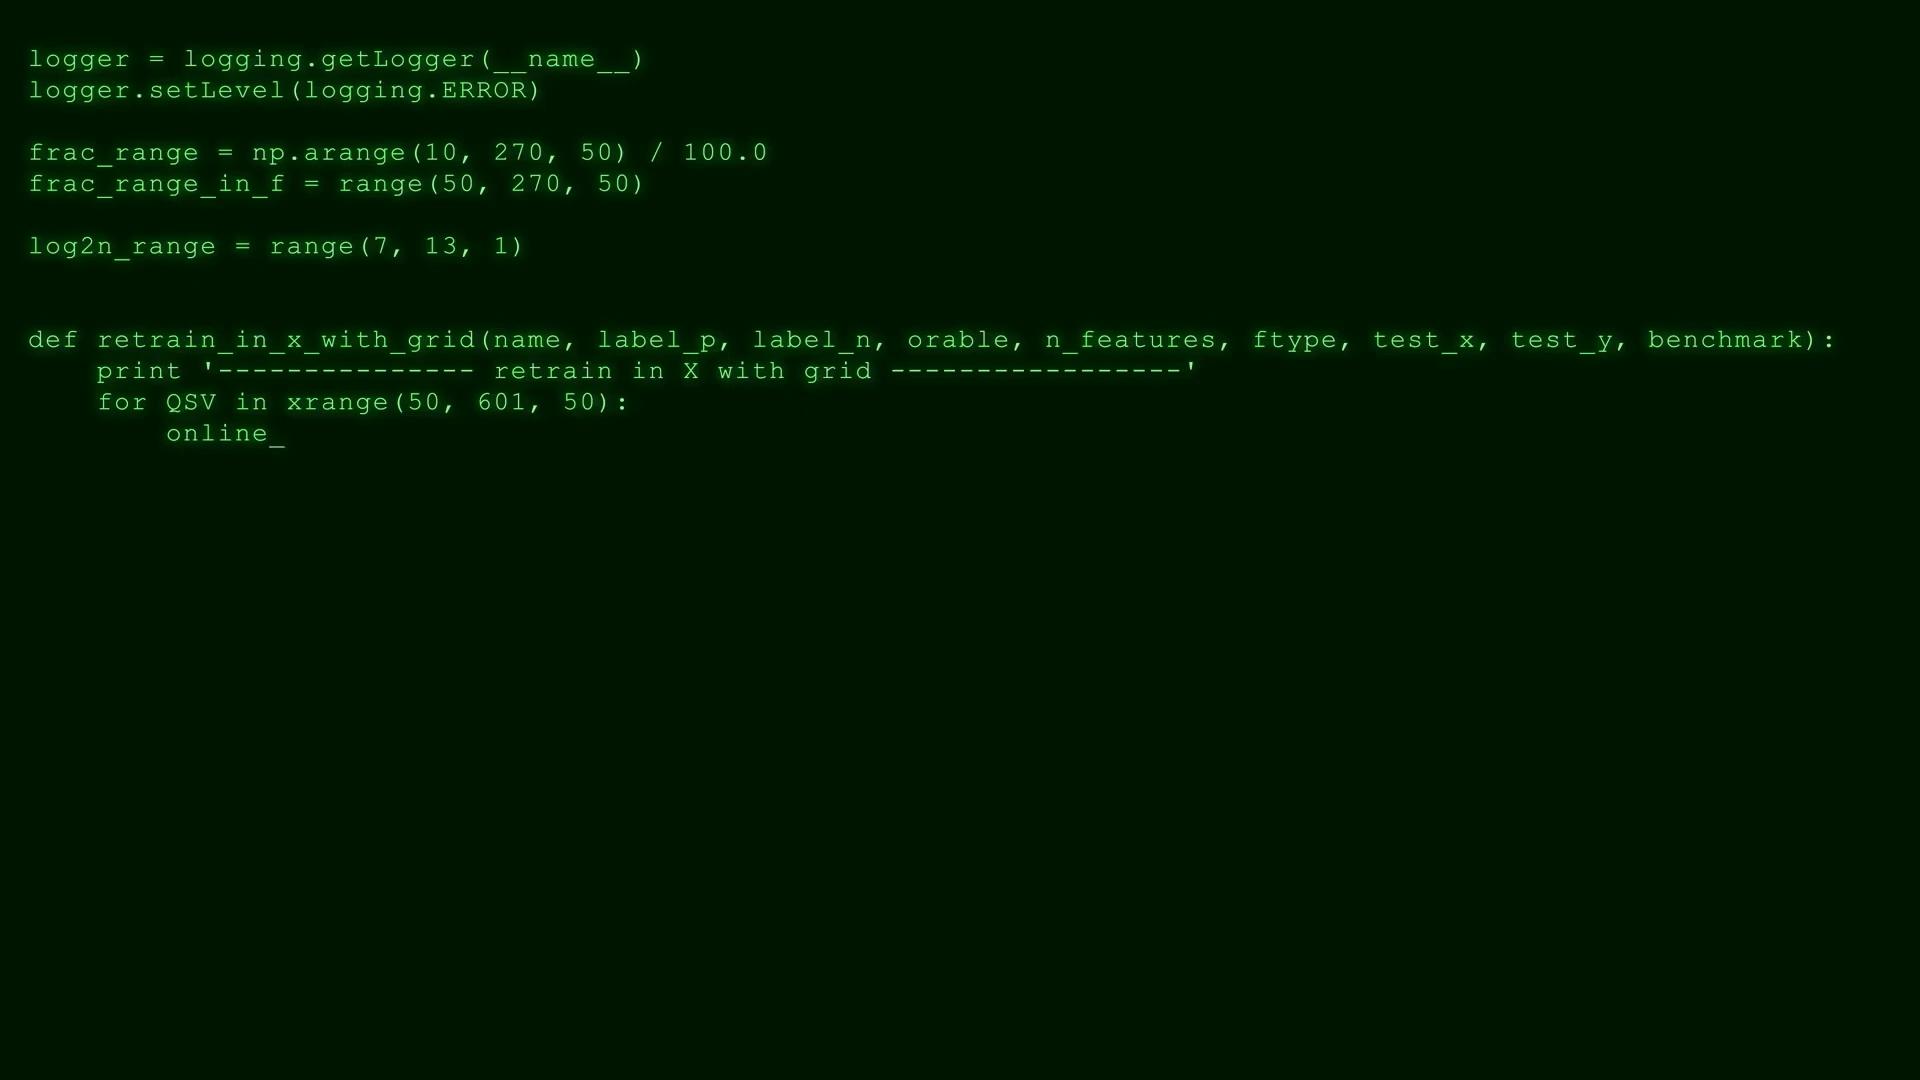 logger = logging.getLogger(__name__)
logger.setLevel(logging.ERROR)
frac_range = np.arange(10, 270, 50) / 100.0
frac_range_in_f = range(50, 270, 50)
log2n_range = range(7, 13, 1)
def retrain_in_x_with_grid(name, label_p, label_n, orable, n_features, ftype, test_x, test_y, benchmark):
    print '--------------- retrain in X with grid -----------------'
    for QSV in xrange(50, 601, 50):
        online_